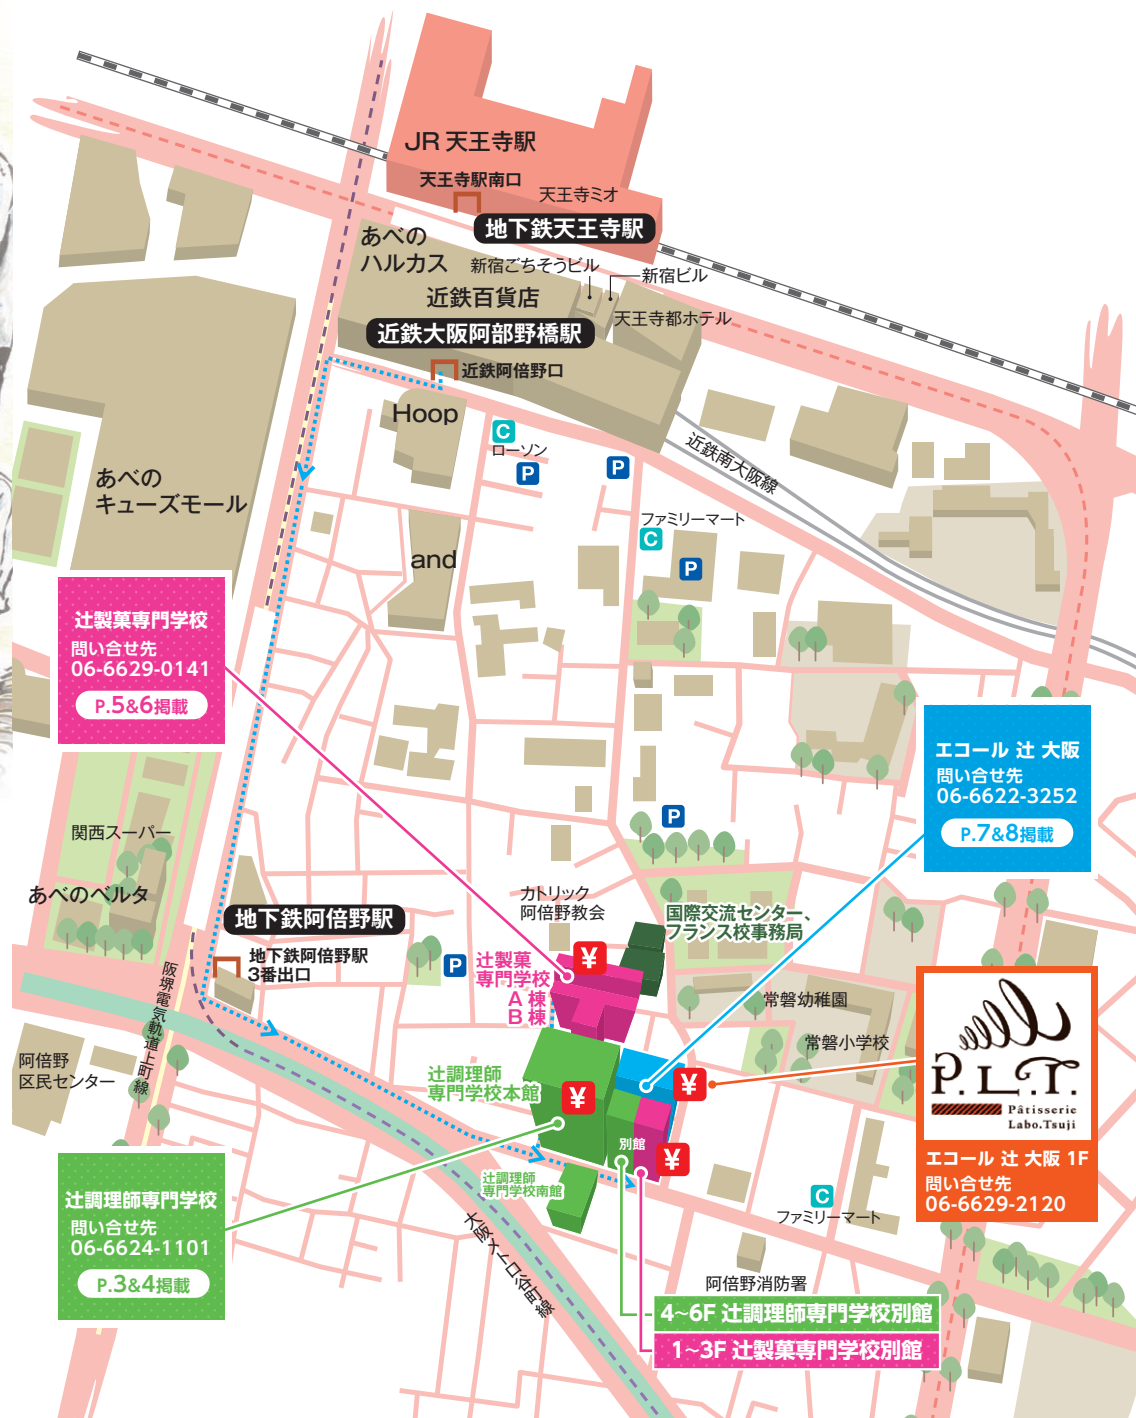 JR 天王寺駅
天王寺駅南口
天王寺ミオ
地下鉄天王寺駅
あべの
ハルカス
新宿ごちそうビル
新宿ビル
近鉄百貨店
天王寺都ホテル
近鉄大阪阿部野橋駅
近鉄阿倍野口
Hoop
C
ローソン
P
P
近鉄南大阪線
あべの
キューズモール
ファミリーマート
C
P
and
辻製菓専門学校
問い合せ先
06-6629-0141
P.5&6掲載
エコール 辻 大阪
問い合せ先
06-6622-3252
P.7&8掲載
P
関西スーパー
あべのベルタ
地下鉄阿倍野駅
地下鉄阿倍野駅
3番出口
カトリック
阿倍野教会
国際交流センター、
フランス校事務局
P
辻製菓
専門学校
A 棟
B 棟
¥
阪堺電気軌道上町線
常磐幼稚園
常磐小学校
阿倍野
区民センター
辻調理師
専門学校本館
¥
¥
P.L.T.
Pâtisserie
Labo.Tsuji
エコール 辻 大阪 1F
問い合せ先
06-6629-2120
別館
¥
辻調理師
専門学校南館
辻調理師専門学校
問い合せ先
06-6624-1101
P.3&4掲載
大阪メトロ谷町線
C
ファミリーマート
阿倍野消防署
4~6F 辻調理師専門学校別館
1~3F 辻製菓専門学校別館